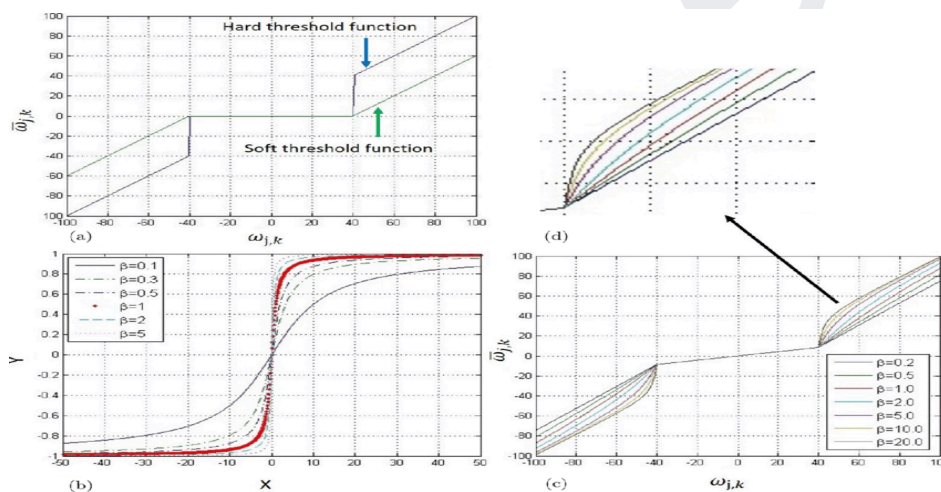 Hard threshold function
Soft threshold function
100
80
60
40
20
0
-20
-40
-60
-80
100
-100 -80 -60 -40 -20 0 20 40 60 80 100
ω̄j,k
ωj,k
(a)
(d)
β=0.1
β=0.3
β=0.5
β=1
β=2
β=5
1
0.8
0.6
0.4
0.2
0
-0.2
-0.4
-0.6
-0.8
-1
-50 -40 -30 -20 -10 0 10 20 30 40 50
Y
X
(b)
100
80
60
40
20
0
-20
-40
-60
-80
-100
-100 -80 -60 -40 -20 0 20 40 60 80 100
ω̄j,k
ωj,k
β=0.2
β=0.5
β=1.0
β=2.0
β=5.0
β=10.0
β=20.0
(c)